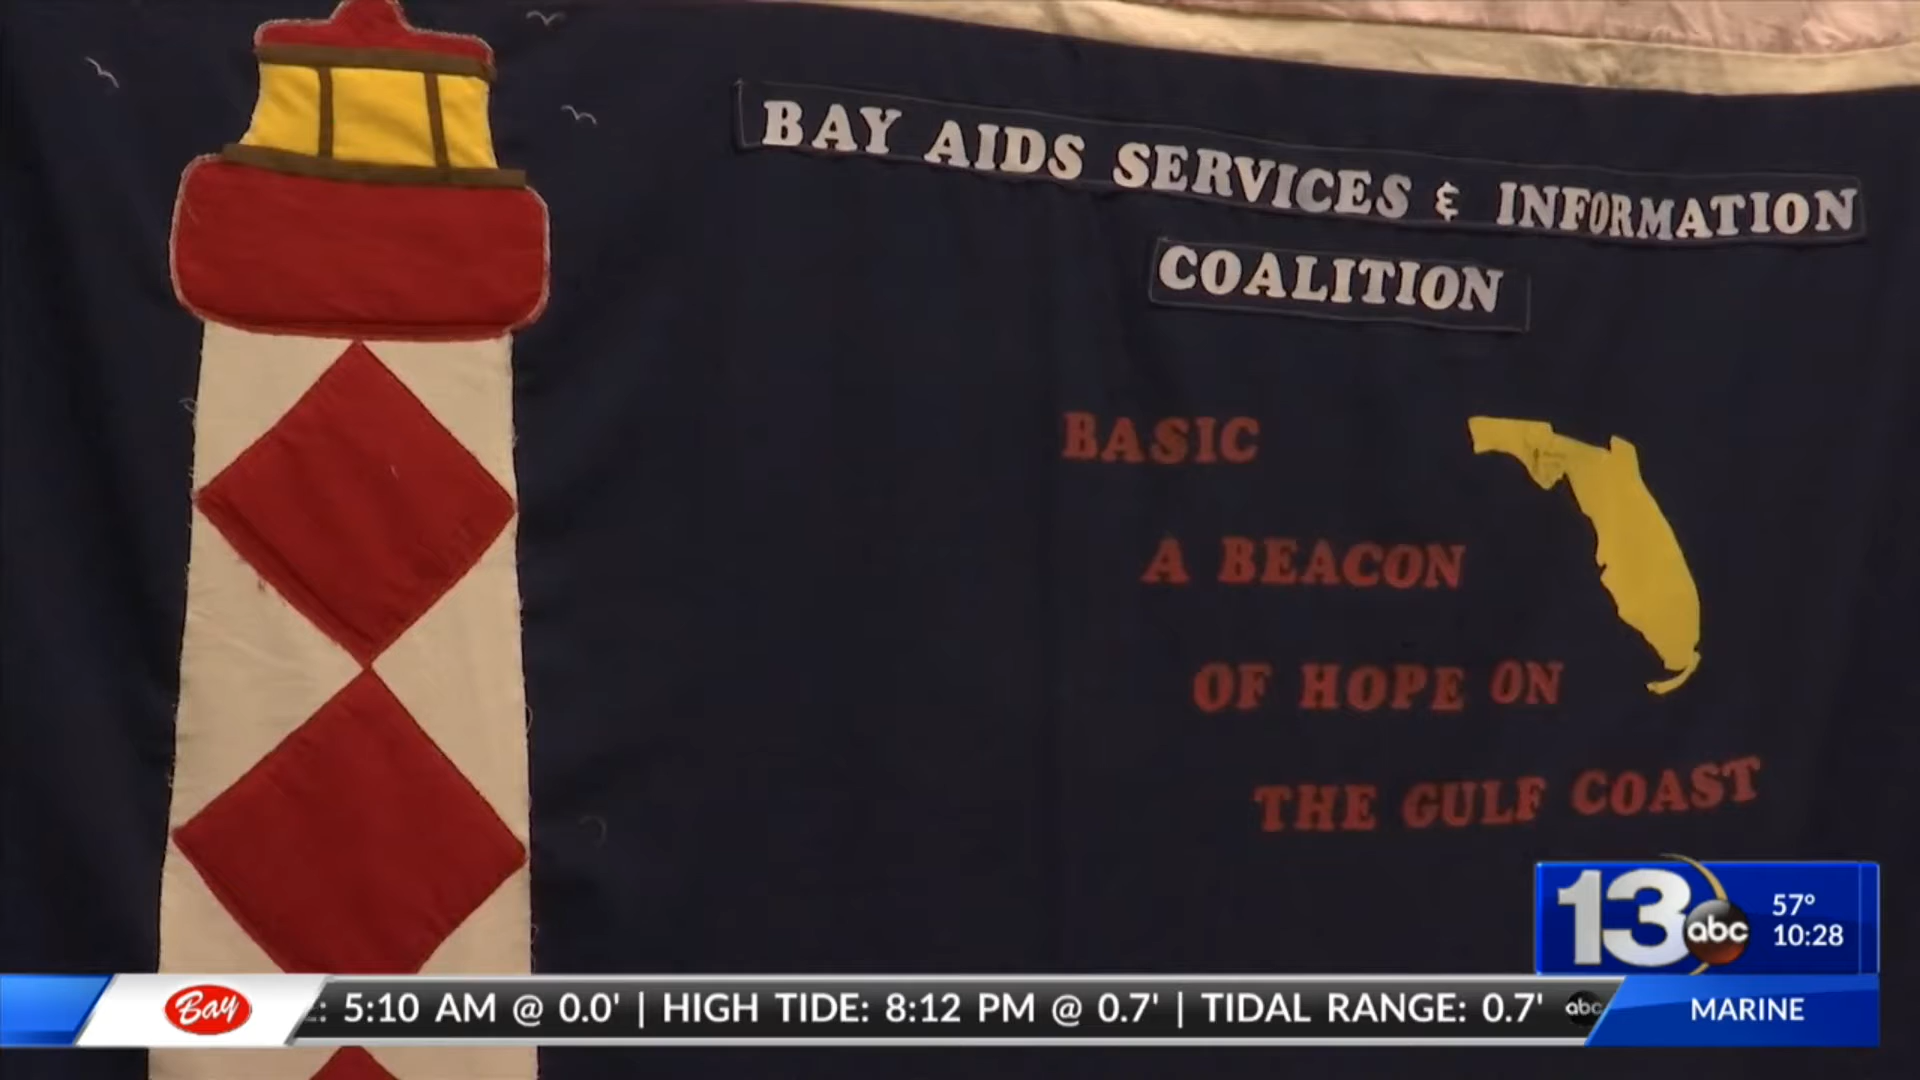 BAY AIDS SERVICES & INFORMATION
COALITION
BASIC
A BEACON
OF HOPE ON
THE GULF COAST
13 abc
57°
10:28
Bay
: 5:10 AM @ 0.0' | HIGH TIDE: 8:12 PM @ 0.7' | TIDAL RANGE: 0.7' abc
MARINE